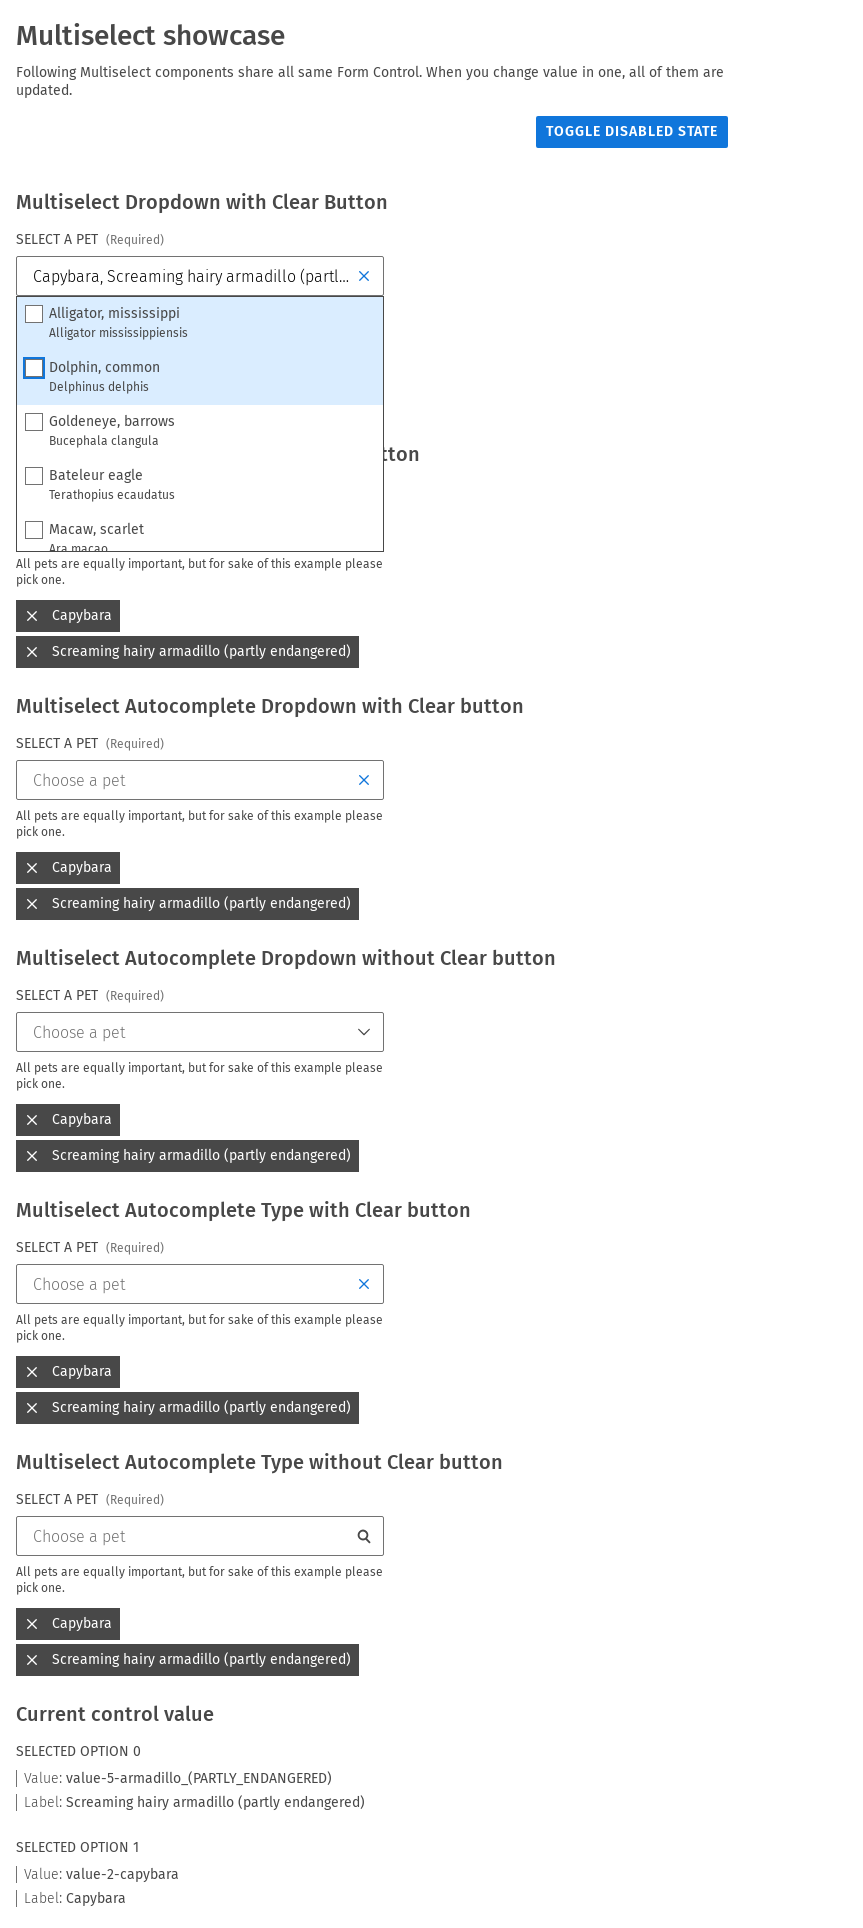 Multiselect showcase
Following Multiselect components share all same Form Control. When you change value in one, all of them are
updated.
TOGGLE DISABLED STATE
Multiselect Dropdown with Clear Button
SELECT A PET (Required)
Capybara, Screaming hairy armadillo (partl...
Alligator, mississippi
Alligator mississippiensis
Dolphin, common
Delphinus delphis
Goldeneye, barrows
Bucephala clangula
tton
Bateleur eagle
Terathopius ecaudatus
Macaw, scarlet
Ara macao
All pets are equally important, but for sake of this example please
pick one.
Capybara
Screaming hairy armadillo (partly endangered)
Multiselect Autocomplete Dropdown with Clear button
SELECT A PET (Required)
Choose a pet
All pets are equally important, but for sake of this example please
pick one.
Capybara
Screaming hairy armadillo (partly endangered)
Multiselect Autocomplete Dropdown without Clear button
SELECT A PET (Required)
Choose a pet
All pets are equally important, but for sake of this example please
pick one.
Capybara
Screaming hairy armadillo (partly endangered)
Multiselect Autocomplete Type with Clear button
SELECT A PET (Required)
Choose a pet
All pets are equally important, but for sake of this example please
pick one.
Capybara
Screaming hairy armadillo (partly endangered)
Multiselect Autocomplete Type without Clear button
SELECT A PET (Required)
Choose a pet
All pets are equally important, but for sake of this example please
pick one.
Capybara
Screaming hairy armadillo (partly endangered)
Current control value
SELECTED OPTION 0
Value: value-5-armadillo_(PARTLY_ENDANGERED)
Label: Screaming hairy armadillo (partly endangered)
SELECTED OPTION 1
Value: value-2-capybara
Label: Capybara